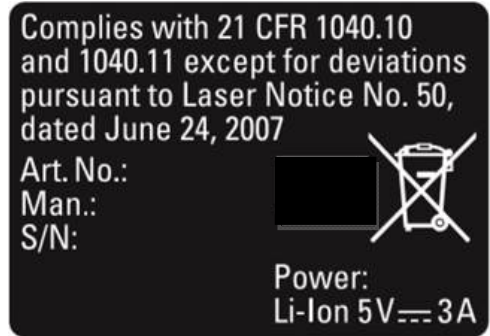 Complies with 21 CFR 1040.10
and 1040.11 except for deviations
pursuant to Laser Notice No. 50,
dated June 24, 2007
Art. No.:
Man.:
S/N:
Power:
Li-Ion 5V⎓3A